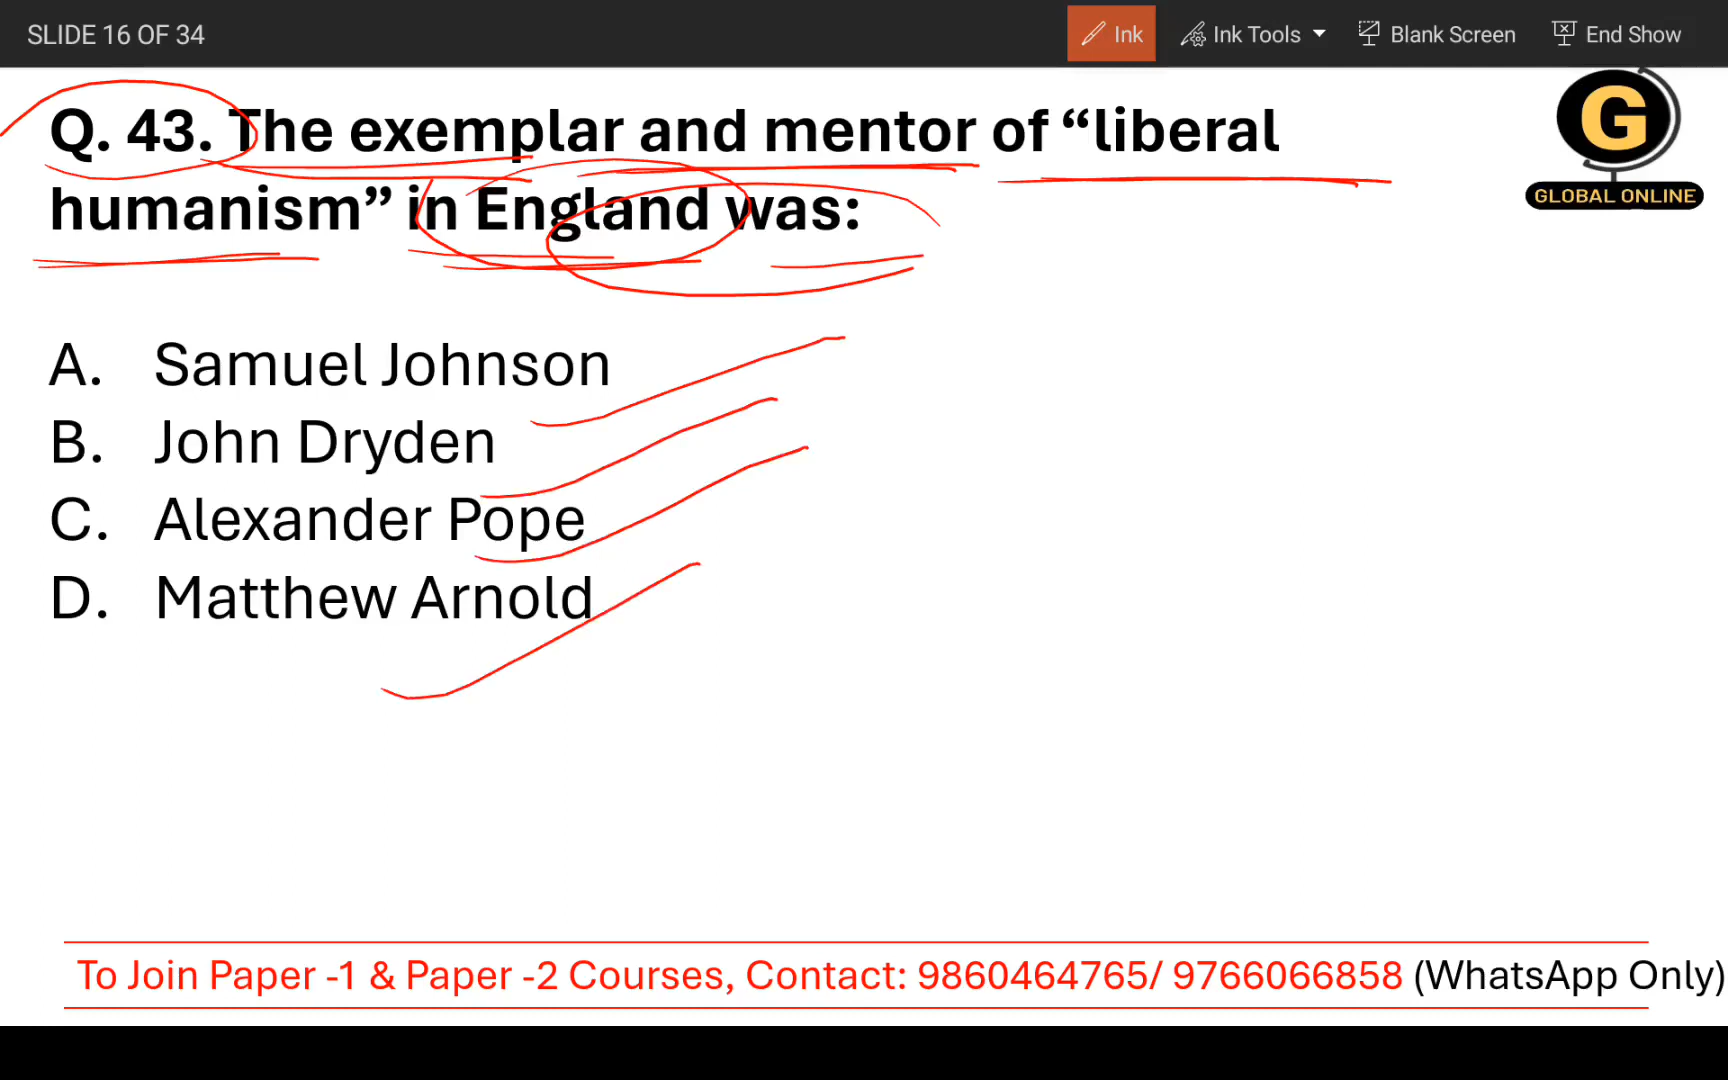 SLIDE 16 OF 34
Ink
Ink Tools
Blank Screen
End Show
Q. 43. The exemplar and mentor of “liberal
humanism” in England was:
G
GLOBAL ONLINE
A. Samuel Johnson
B. John Dryden
C. Alexander Pope
D. Matthew Arnold
To Join Paper -1 & Paper -2 Courses, Contact: 9860464765/ 9766066858 (WhatsApp Only)